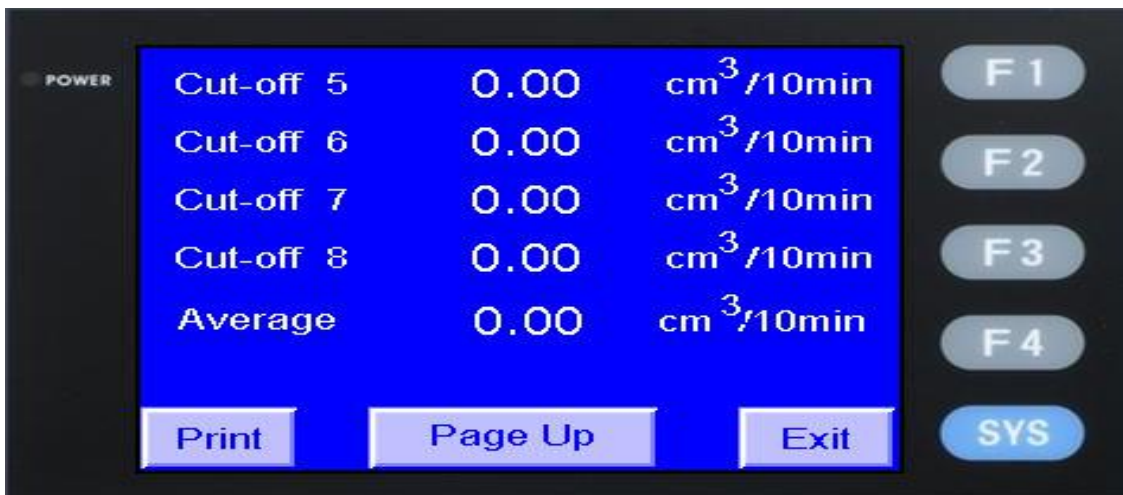 POWER
Cut-off 5 0.00 cm³/10min
Cut-off 6 0.00 cm³/10min
Cut-off 7 0.00 cm³/10min
Cut-off 8 0.00 cm³/10min
Average 0.00 cm³/10min
Print Page Up Exit
F1
F2
F3
F4
SYS